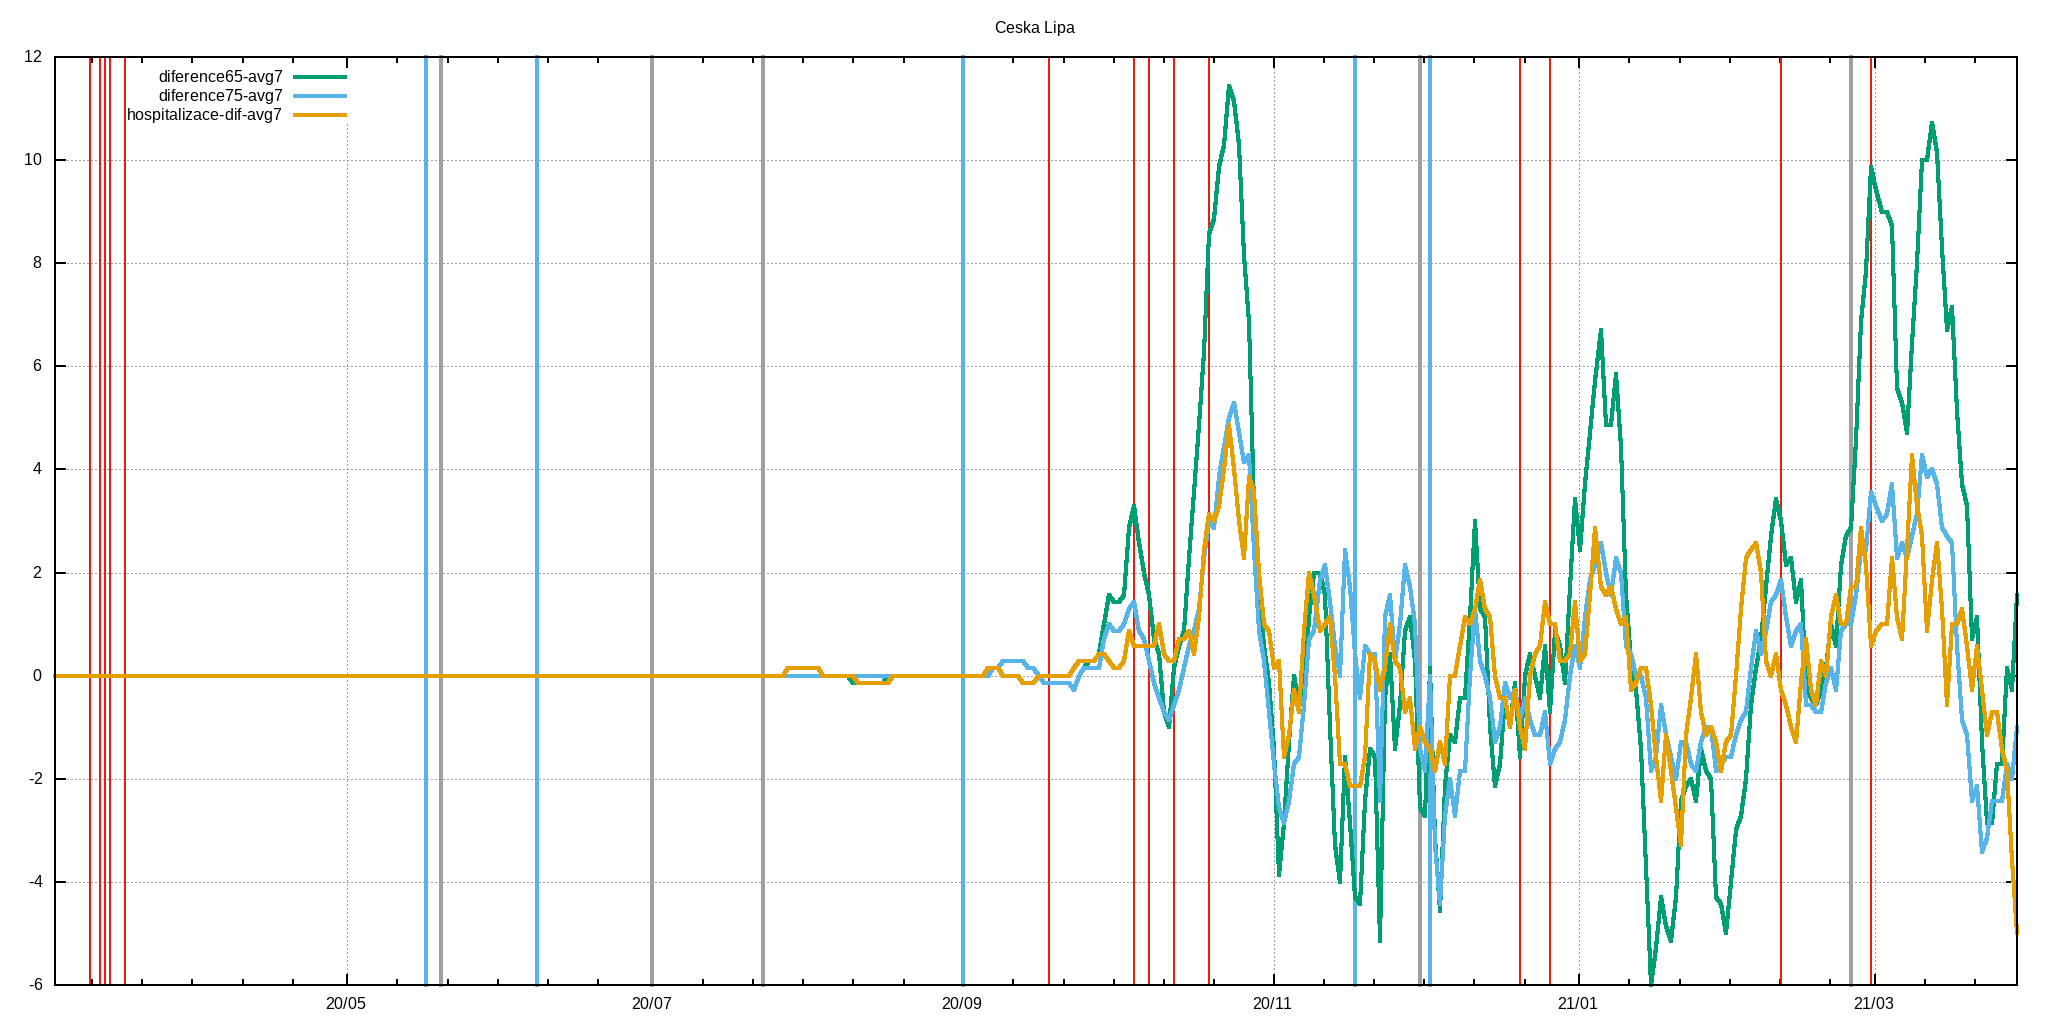 Ceska Lipa
12
diference65-avg7
diference75-avg7
hospitalizace-dif-avg7
10
8
6
4
2
0
-2
-4
-6
20/05 20/07 20/09 20/11 21/01 21/03